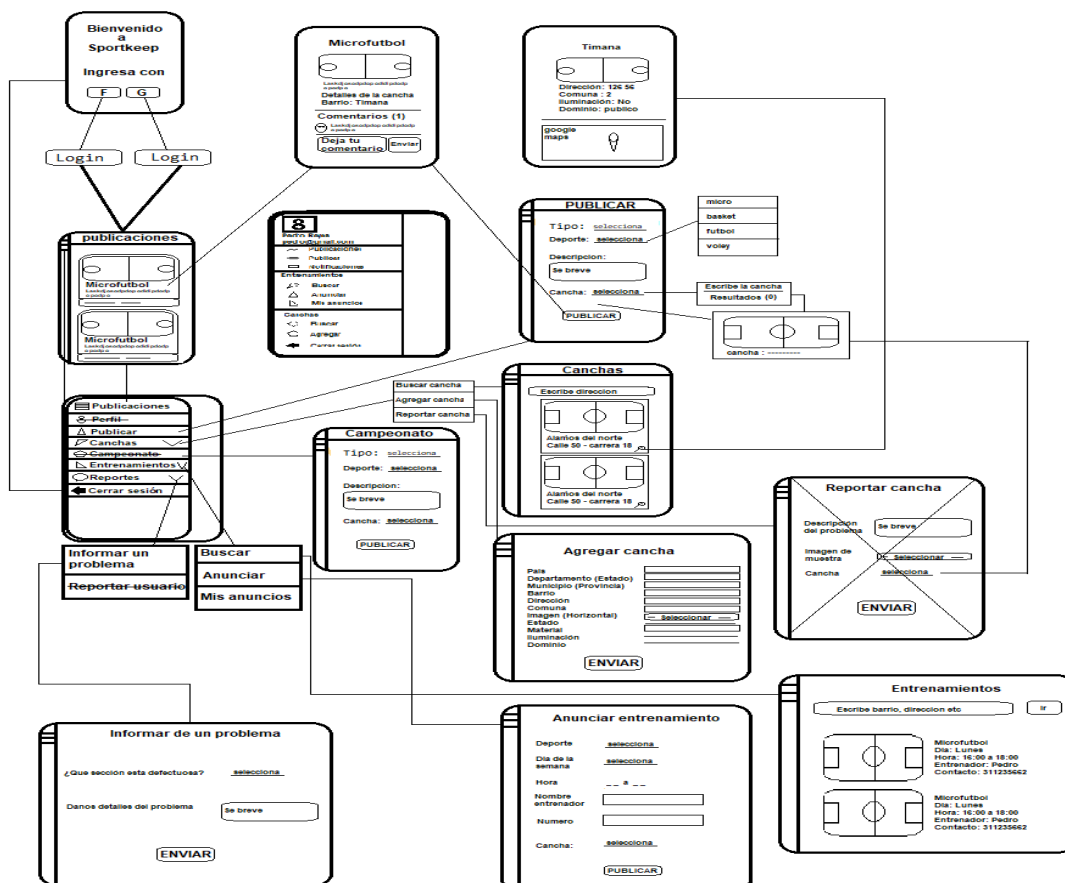 Bienvenido
a
Sportkeep
Ingresa con
F G
Login Login
Microfutbol
a
Detalles de la cancha
Barrio: Timana
Comentarios (1)
a
Deja tu
comentario
Enviar
Timana
Dirección: 126 56
Comuna : 2
Iluminación: No
Dominio: publico
google
maps
publicaciones
Microfutbol
a
Microfutbol
a
8
Pedro Reyes
Publicaciones
Publicar
Notificaciones
Entrenamientos
Buscar
Anunciar
Mis anuncios
Canchas
Buscar
Agregar
Cerrar sesión
PUBLICAR
Tipo: selecciona
Deporte: selecciona
Descripcion:
Se breve
Cancha: selecciona
PUBLICAR
micro
basket
futbol
voley
Escribe la cancha
Resultados (0)
cancha : ---------
Publicaciones
Perfil
Publicar
Canchas
Campeonato
Entrenamientos
Reportes
Cerrar sesión
Informar un
problema
Reportar usuario
Buscar
Anunciar
Mis anuncios
Buscar cancha
Agregar cancha
Reportar cancha
Campeonato
Tipo: selecciona
Deporte: selecciona
Descripcion:
Se breve
Cancha: selecciona
PUBLICAR
Canchas
Escribe direccion
Alamos del norte
Calle 50 - carrera 18
Alamos del norte
Calle 50 - carrera 18
Reportar cancha
Descripción
del problema
Se breve
Imagen de
muestra
Seleccionar
Cancha selecciona
ENVIAR
Agregar cancha
Pais
Departamento (Estado)
Municipio (Provincia)
Barrio
Dirección
Comuna
Imagen (Horizontal) Seleccionar
Estado
Material
Iluminación
Dominio
ENVIAR
Informar de un problema
¿Que sección esta defectuosa? selecciona
Danos detalles del problema Se breve
ENVIAR
Anunciar entrenamiento
Deporte selecciona
Dia de la
semana
selecciona
Hora _ _ a _ _
Nombre
entrenador
Numero
Cancha: selecciona
PUBLICAR
Entrenamientos
Escribe barrio, direccion etc
Ir
Microfutbol
Dia: Lunes
Hora: 16:00 a 18:00
Entrenador: Pedro
Contacto: 311235662
Microfutbol
Dia: Lunes
Hora: 16:00 a 18:00
Entrenador: Pedro
Contacto: 311235662